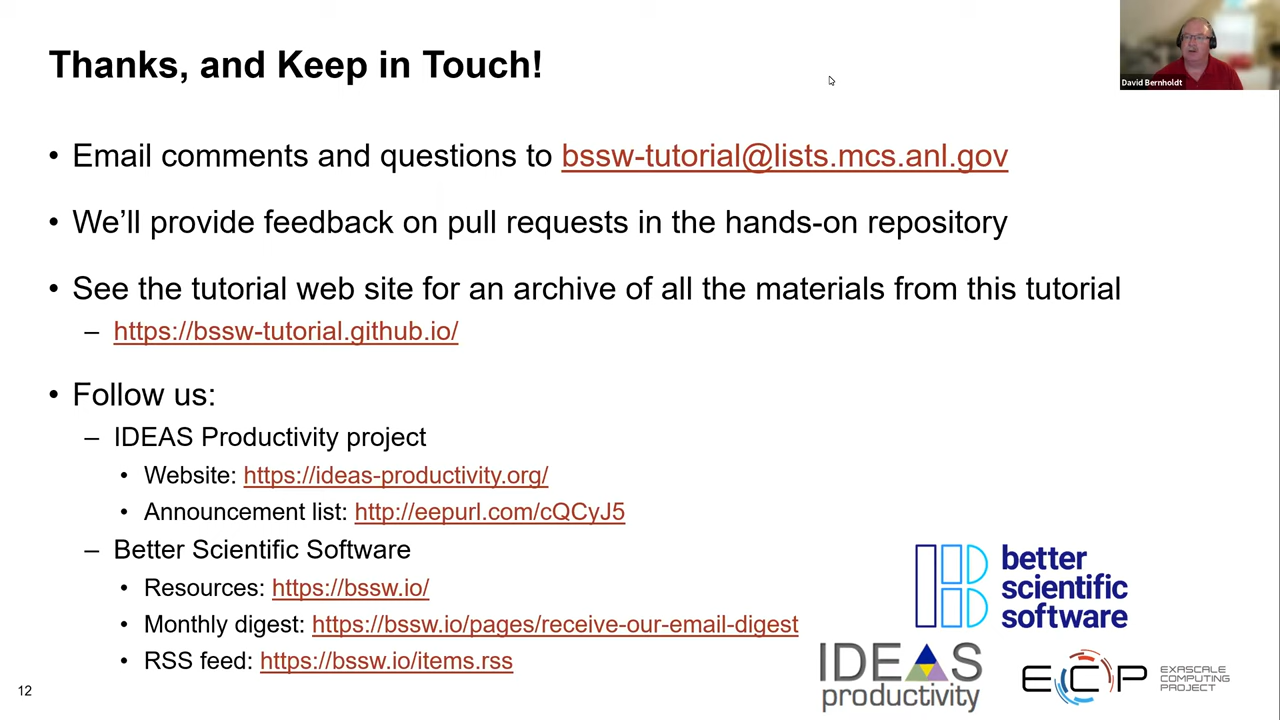 Thanks, and Keep in Touch!
David Bernholdt
• Email comments and questions to bssw-tutorial@lists.mcs.anl.gov
• We’ll provide feedback on pull requests in the hands-on repository
• See the tutorial web site for an archive of all the materials from this tutorial
– https://bssw-tutorial.github.io/
• Follow us:
– IDEAS Productivity project
• Website: https://ideas-productivity.org/
• Announcement list: http://eepurl.com/cQCyJ5
– Better Scientific Software
• Resources: https://bssw.io/
• Monthly digest: https://bssw.io/pages/receive-our-email-digest
• RSS feed: https://bssw.io/items.rss
better
scientific
software
IDEAS
productivity
ECP
EXASCALE
COMPUTING
PROJECT
12